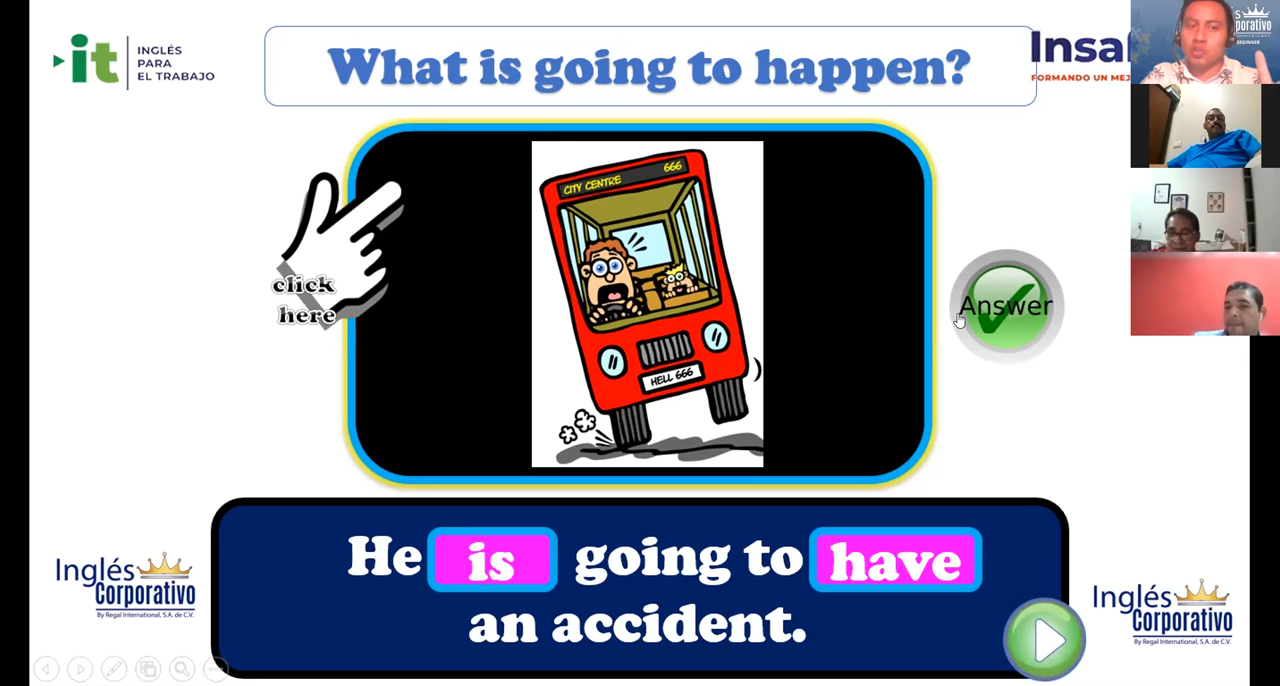 it
INGLÉS
PARA
EL TRABAJO
What is going to happen?
Insaf
FORMANDO UN MEJ
BEGINNER
CITY CENTRE 666
HELL 666
click
here
Answer
He is going to have
an accident.
Inglés
Corporativo
By Regal International, S.A. de C.V.
Inglés
Corporativo
By Regal International, S.A. de C.V.